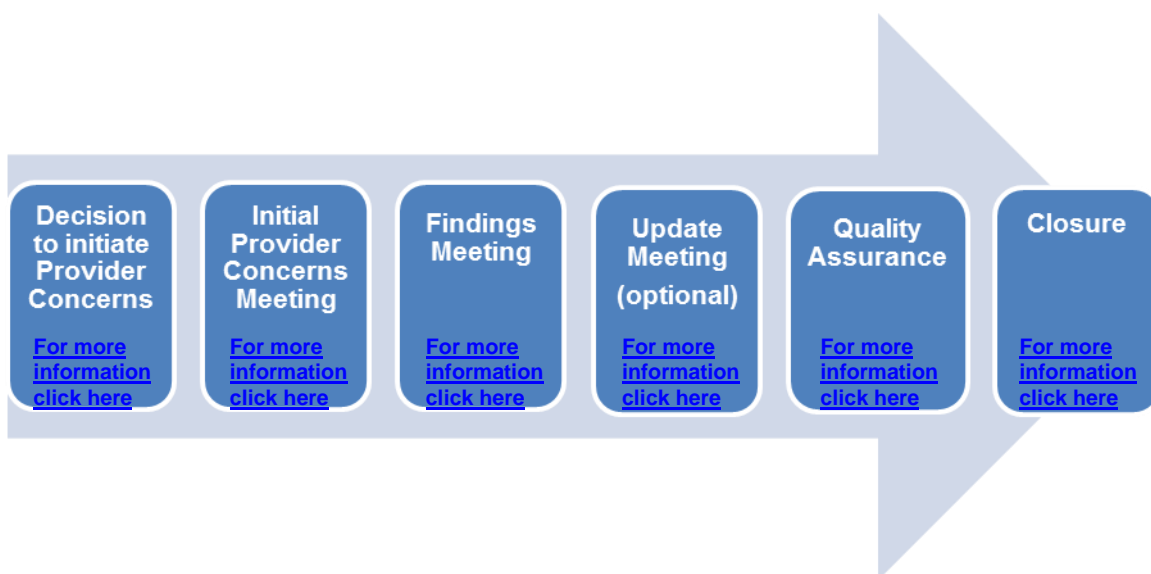 Decision
to initiate
Provider
Concerns
For more
information
click here
Initial
Provider
Concerns
Meeting
For more
information
click here
Findings
Meeting
For more
information
click here
Update
Meeting
(optional)
For more
information
click here
Quality
Assurance
For more
information
click here
Closure
For more
information
click here